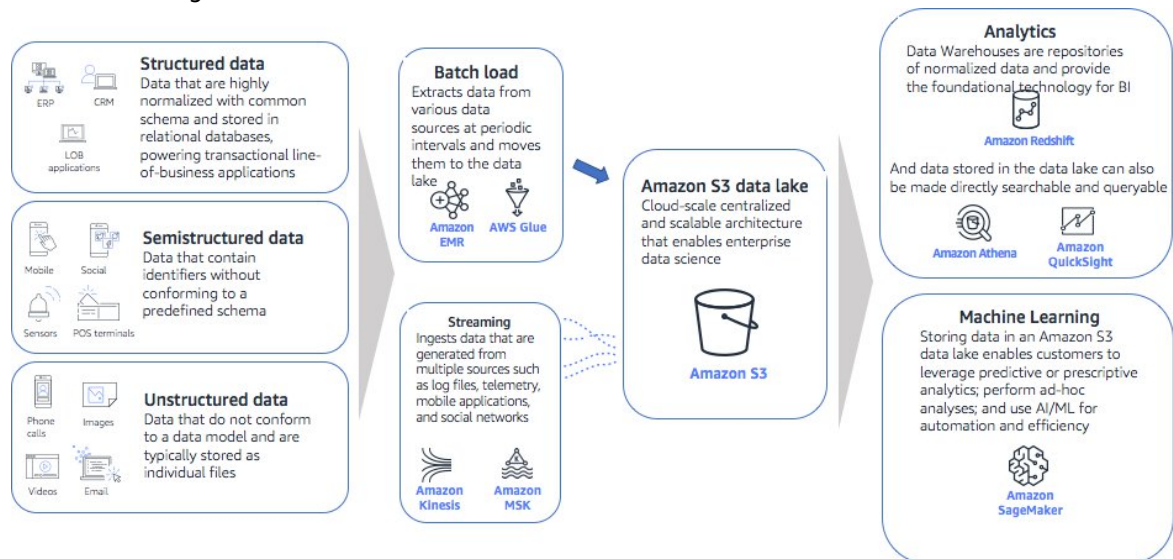 Structured data
Data that are highly
normalized with common
schema and stored in
relational databases,
powering transactional line-
of-business applications
ERP
CRM
LOB
applications
Semistructured data
Data that contain
identifiers without
conforming to a
predefined schema
Mobile
Social
Sensors
POS terminals
Unstructured data
Data that do not conform
to a data model and are
typically stored as
individual files
Phone
calls
Images
Videos
Email
Batch load
Extracts data from
various data
sources at periodic
intervals and moves
them to the data
lake
Amazon
EMR
AWS Glue
Streaming
Ingests data that are
generated from
multiple sources such
as log files, telemetry,
mobile applications,
and social networks
Amazon
Kinesis
Amazon
MSK
Amazon S3 data lake
Cloud-scale centralized
and scalable architecture
that enables enterprise
data science
Amazon S3
Analytics
Data Warehouses are repositories
of normalized data and provide
the foundational technology for BI
Amazon Redshift
And data stored in the data lake can also
be made directly searchable and queryable
Amazon Athena
Amazon
QuickSight
Machine Learning
Storing data in an Amazon S3
data lake enables customers to
leverage predictive or prescriptive
analytics; perform ad-hoc
analyses; and use AI/ML for
automation and efficiency
Amazon
SageMaker